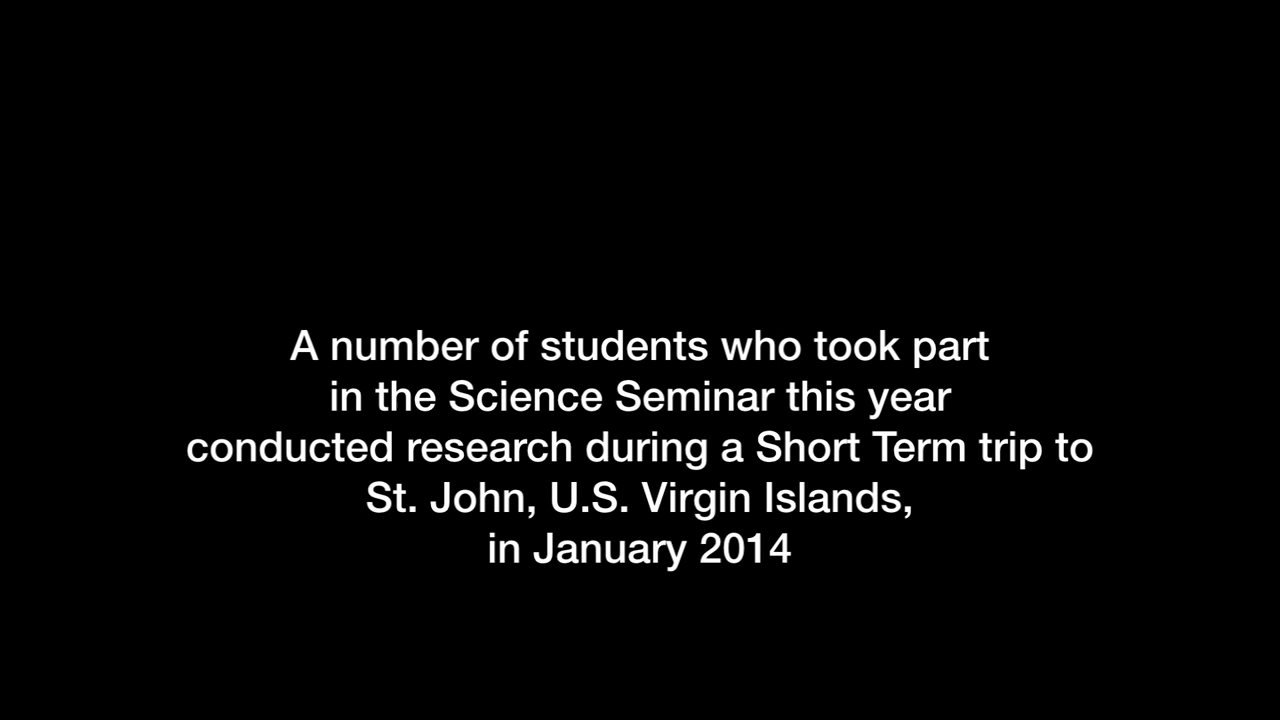 A number of students who took part
in the Science Seminar this year
conducted research during a Short Term trip to
St. John, U.S. Virgin Islands,
in January 2014